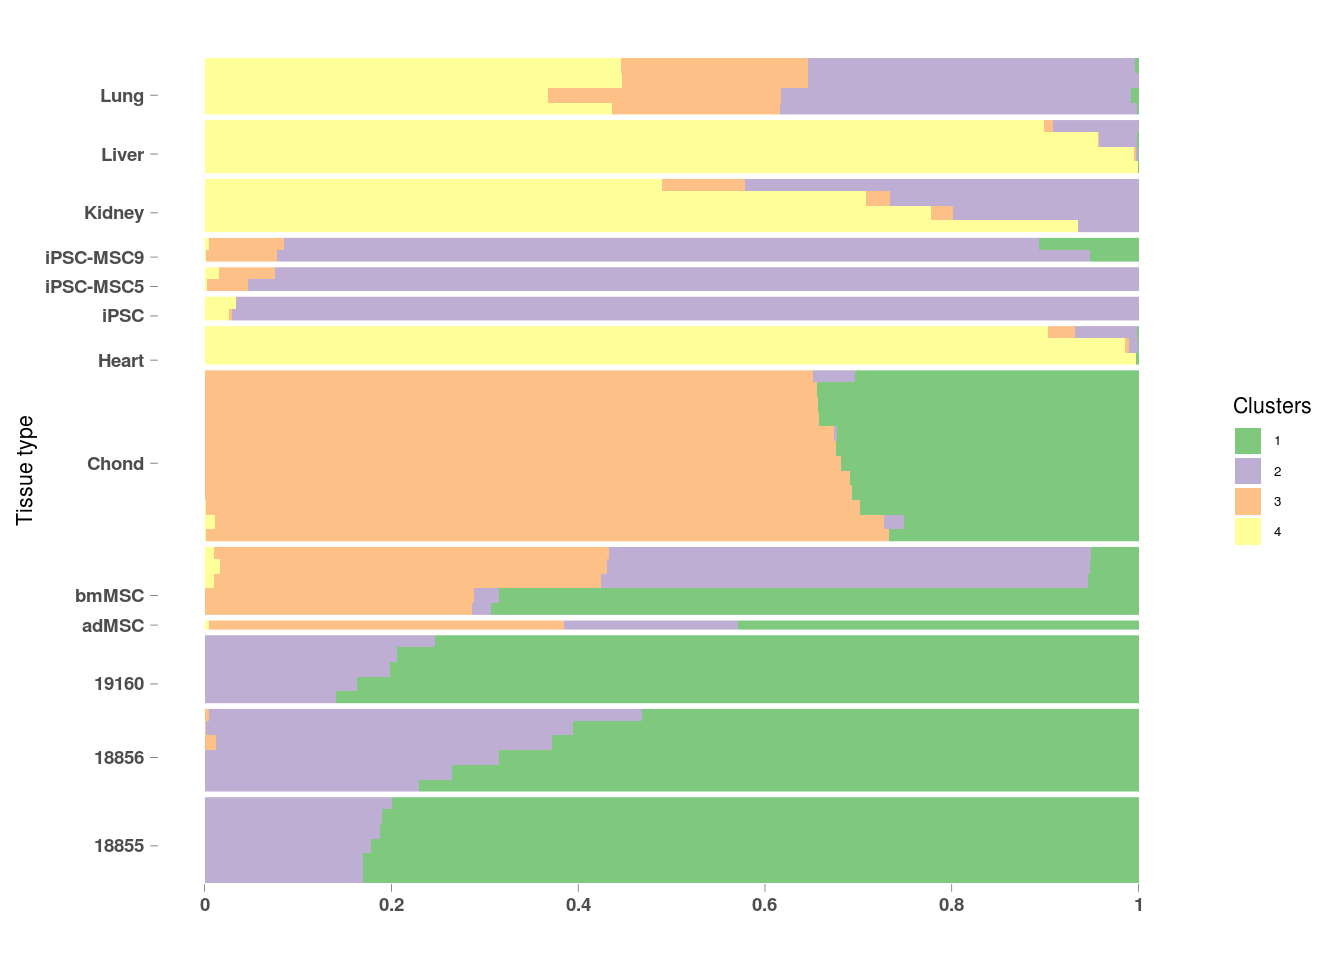 Lung
Liver
Kidney
iPSC-MSC9
iPSC-MSC5
iPSC
Heart
Chond
bmMSC
adMSC
19160
18856
18855
Tissue type
0 0.2 0.4 0.6 0.8 1
Clusters
1
2
3
4